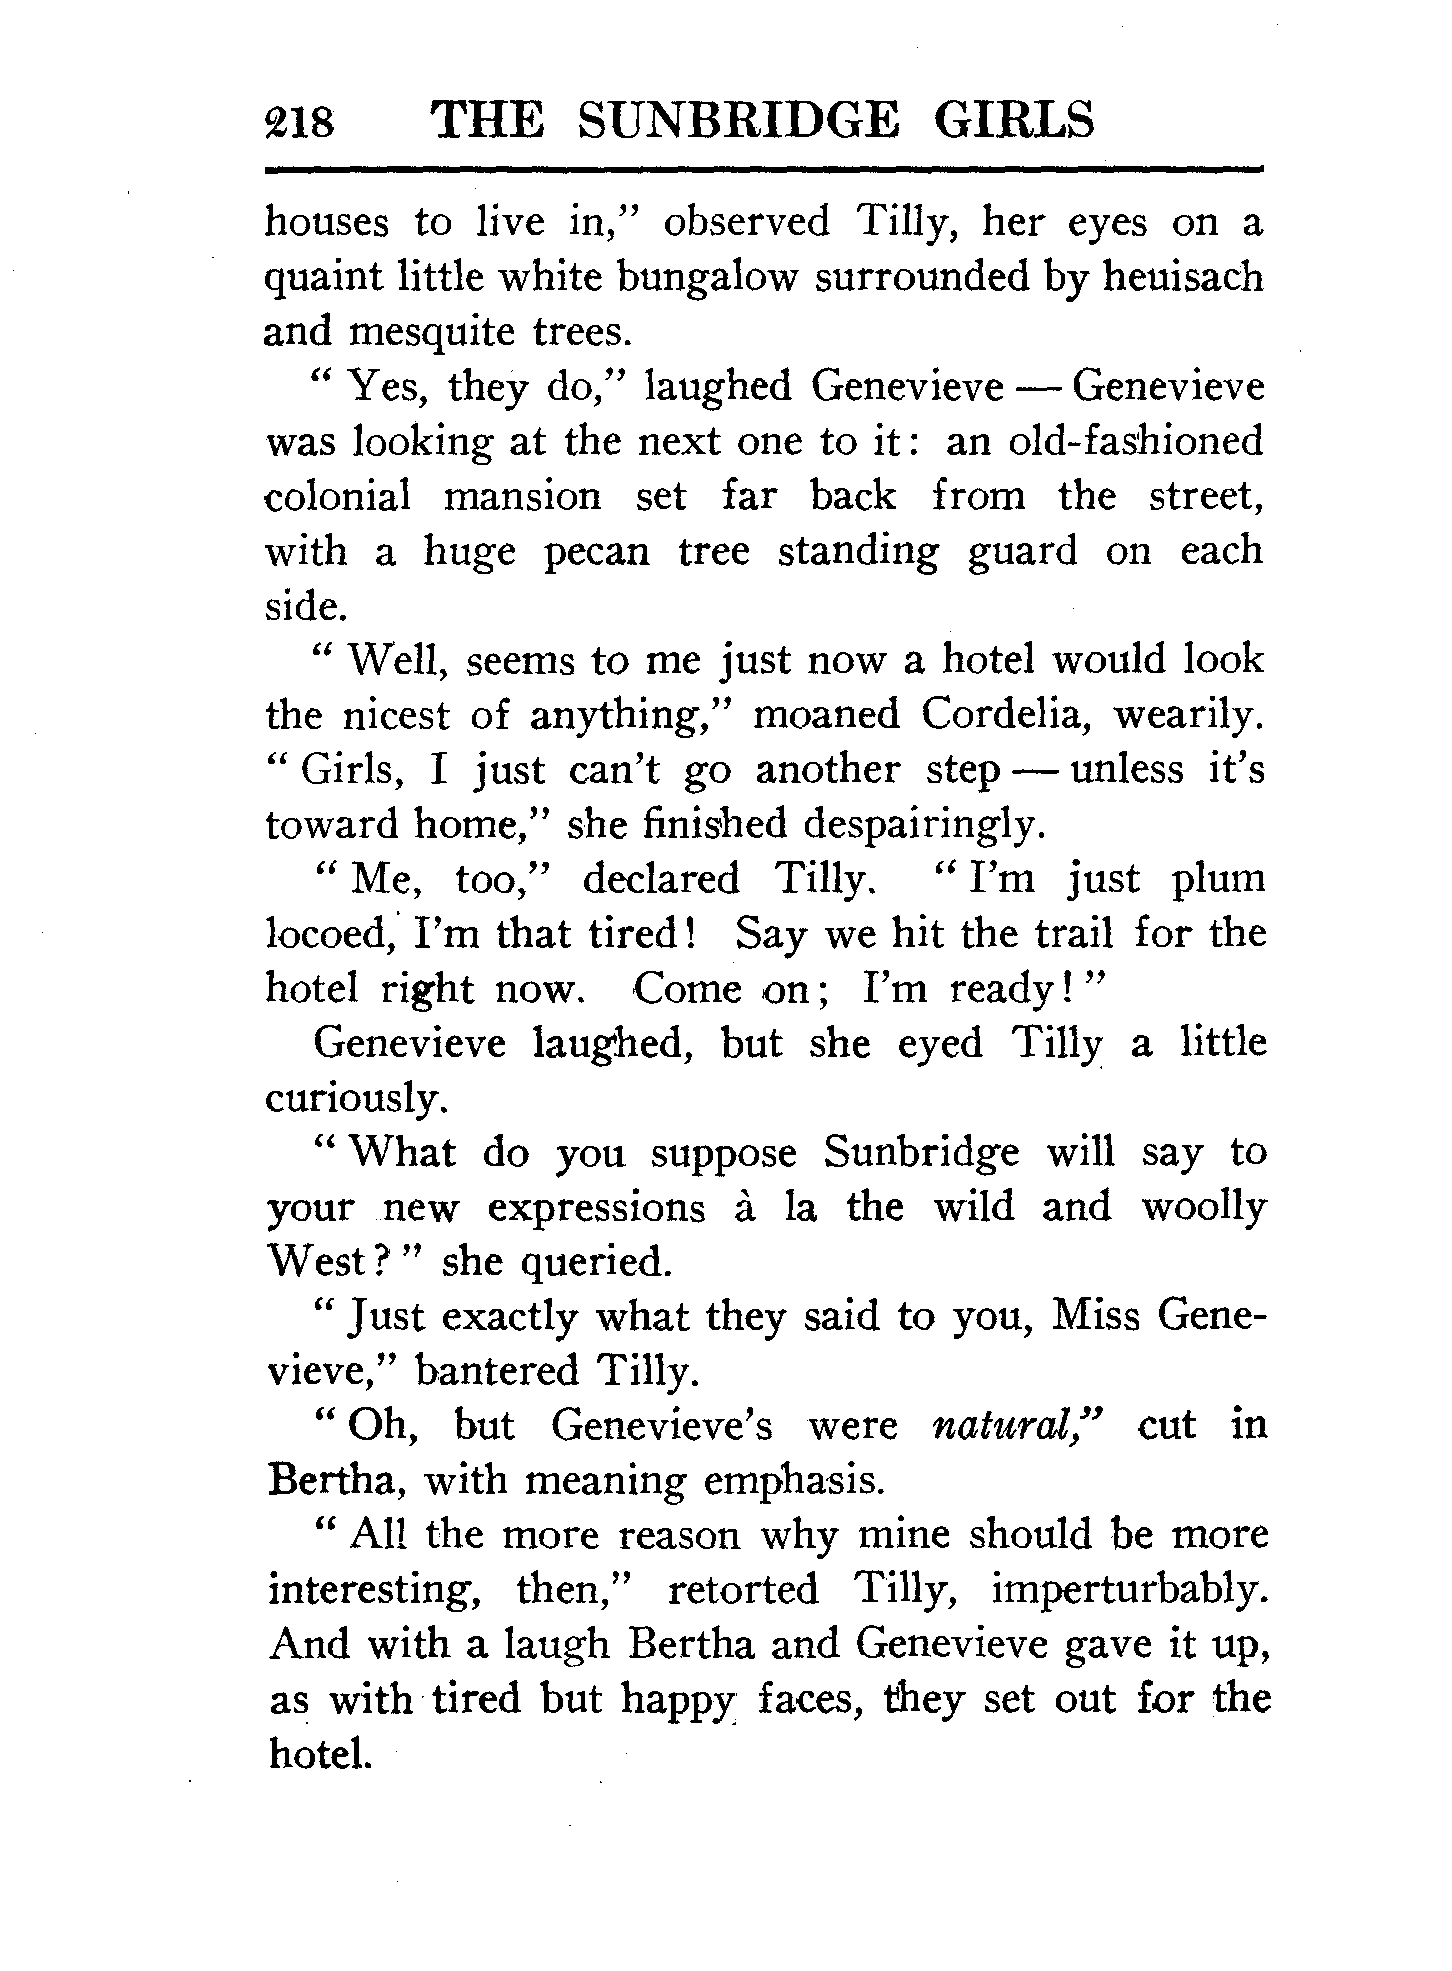 218 THE SUNBRIDGE GIRLS
houses to live in,” observed Tilly, her eyes on a
quaint little white bungalow surrounded by heuisach
and mesquite trees.
“ Yes, they do,” laughed Genevieve — Genevieve
was looking at the next one to it : an old-fashioned
colonial mansion set far back from the street,
with a huge pecan tree standing guard on each
side.
“ Well, seems to me just now a hotel would look
the nicest of anything,” moaned Cordelia, wearily.
“ Girls, I just can’t go another step — unless it’s
toward home,” she finished despairingly.
“ Me, too,” declared Tilly. “ I’m just plum
locoed, I’m that tired ! Say we hit the trail for the
hotel right now. Come on ; I’m ready ! ”
Genevieve laughed, but she eyed Tilly a little
curiously.
“ What do you suppose Sunbridge will say to
your new expressions à la the wild and woolly
West ? ” she queried.
“ Just exactly what they said to you, Miss Gene-
vieve,” bantered Tilly.
“ Oh, but Genevieve’s were natural,” cut in
Bertha, with meaning emphasis.
“ All the more reason why mine should be more
interesting, then,” retorted Tilly, imperturbably.
And with a laugh Bertha and Genevieve gave it up,
as with tired but happy faces, they set out for the
hotel.